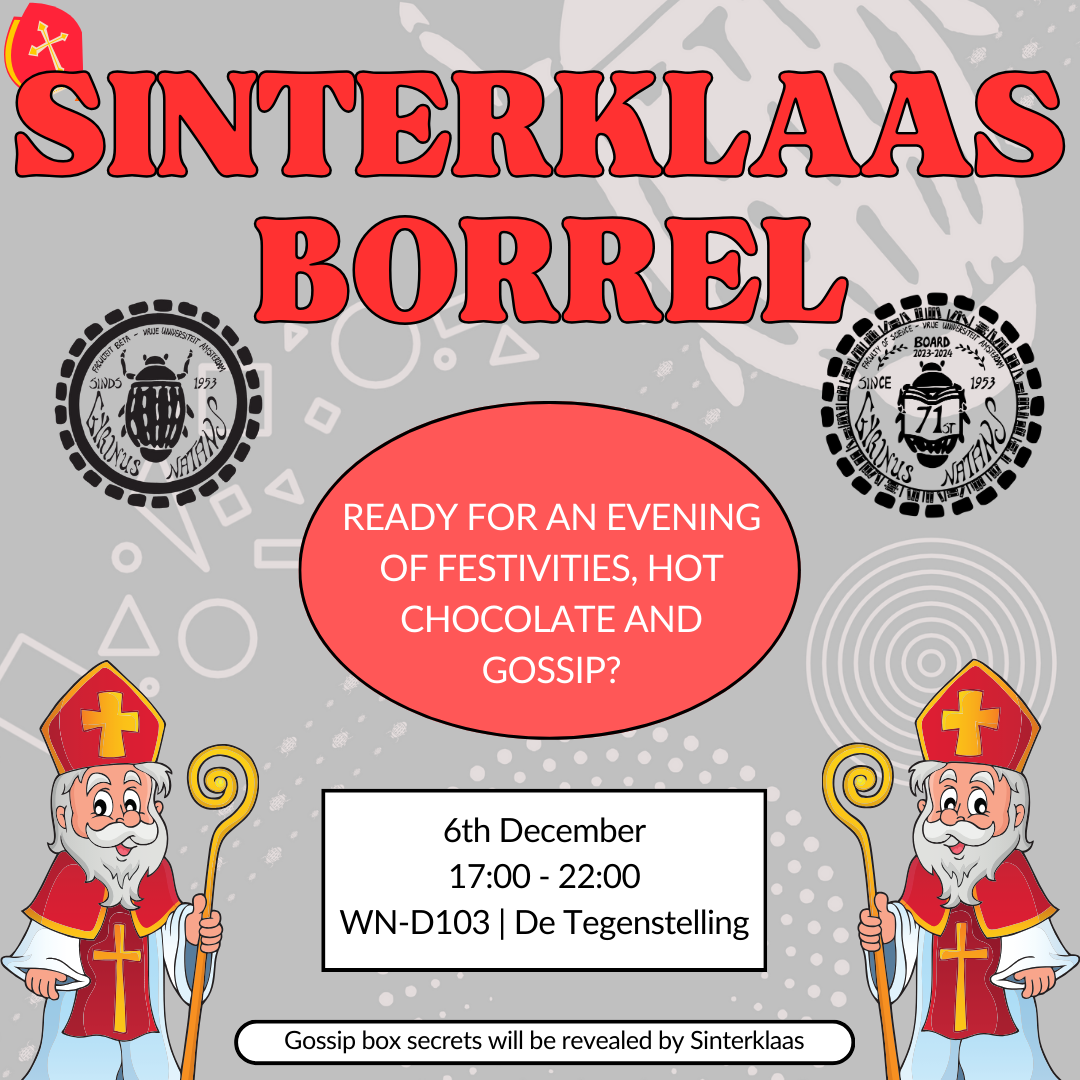 SINTERKLAAS
BORREL
FACULTEIT BETA - VRIJE UNIVERSITEIT AMSTERDAM
SINDS 1953
GYRINUS NATANS
FACULTY OF SCIENCE - VRIJE UNIVERSITEIT AMSTERDAM
BOARD
2023-2024
SINCE 1953
71ST
GYRINUS NATANS
READY FOR AN EVENING
OF FESTIVITIES, HOT
CHOCOLATE AND
GOSSIP?
6th December
17:00 - 22:00
WN-D103 | De Tegenstelling
Gossip box secrets will be revealed by Sinterklaas